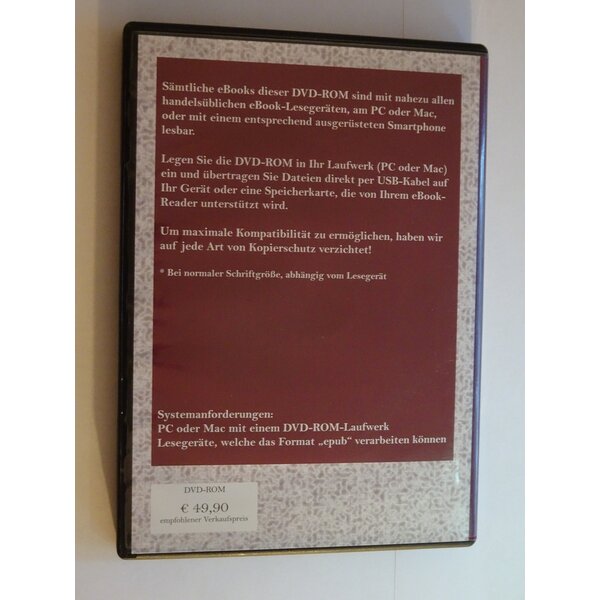 Sämtliche eBooks dieser DVD-ROM sind mit nahezu allen
handelsüblichen eBook-Lesegeräten, am PC oder Mac,
oder mit einem entsprechend ausgerüsteten Smartphone
lesbar.
Legen Sie die DVD-ROM in Ihr Laufwerk (PC oder Mac)
ein und übertragen Sie Dateien direkt per USB-Kabel auf
Ihr Gerät oder eine Speicherkarte, die von Ihrem eBook-
Reader unterstützt wird.
Um maximale Kompatibilität zu ermöglichen, haben wir
auf jede Art von Kopierschutz verzichtet!
* Bei normaler Schriftgröße, abhängig vom Lesegerät
Systemanforderungen:
PC oder Mac mit einem DVD-ROM-Laufwerk
Lesegeräte, welche das Format „epub“ verarbeiten können
DVD-ROM
€ 49,90
empfohlener Verkaufspreis